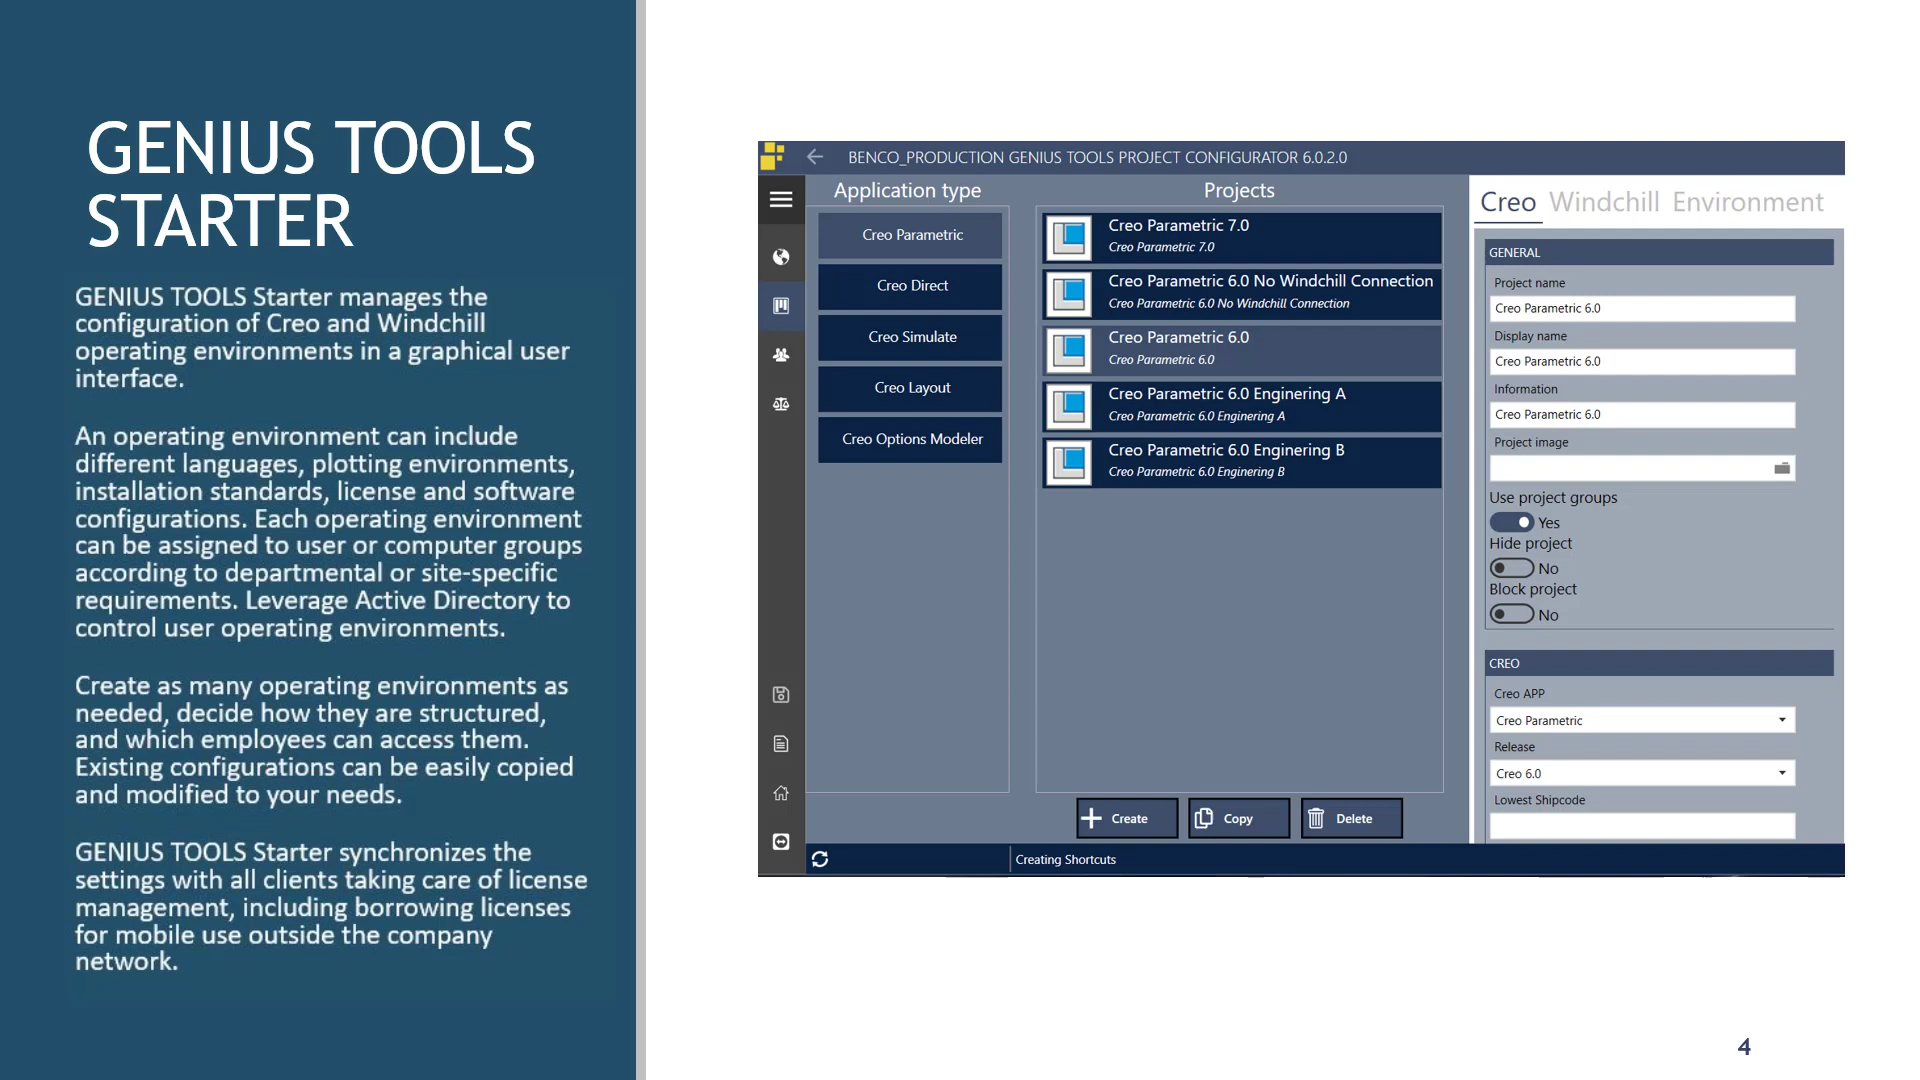 GENIUS TOOLS
STARTER
GENIUS TOOLS Starter manages the
configuration of Creo and Windchill
operating environments in a graphical user
interface.
An operating environment can include
different languages, plotting environments,
installation standards, license and software
configurations. Each operating environment
can be assigned to user or computer groups
according to departmental or site-specific
requirements. Leverage Active Directory to
control user operating environments.
Create as many operating environments as
needed, decide how they are structured,
and which employees can access them.
Existing configurations can be easily copied
and modified to your needs.
GENIUS TOOLS Starter synchronizes the
settings with all clients taking care of license
management, including borrowing licenses
for mobile use outside the company
network.
BENCO_PRODUCTION GENIUS TOOLS PROJECT CONFIGURATOR 6.0.2.0
Application type
Creo Parametric
Creo Direct
Creo Simulate
Creo Layout
Creo Options Modeler
Projects
Creo Parametric 7.0
Creo Parametric 7.0
Creo Parametric 6.0 No Windchill Connection
Creo Parametric 6.0 No Windchill Connection
Creo Parametric 6.0
Creo Parametric 6.0
Creo Parametric 6.0 Enginering A
Creo Parametric 6.0 Enginering A
Creo Parametric 6.0 Enginering B
Creo Parametric 6.0 Enginering B
Create Copy Delete
Creating Shortcuts
Creo Windchill Environment
GENERAL
Project name
Creo Parametric 6.0
Display name
Creo Parametric 6.0
Information
Creo Parametric 6.0
Project image
Use project groups
Yes
Hide project
No
Block project
No
CREO
Creo APP
Creo Parametric
Release
Creo 6.0
Lowest Shipcode
4